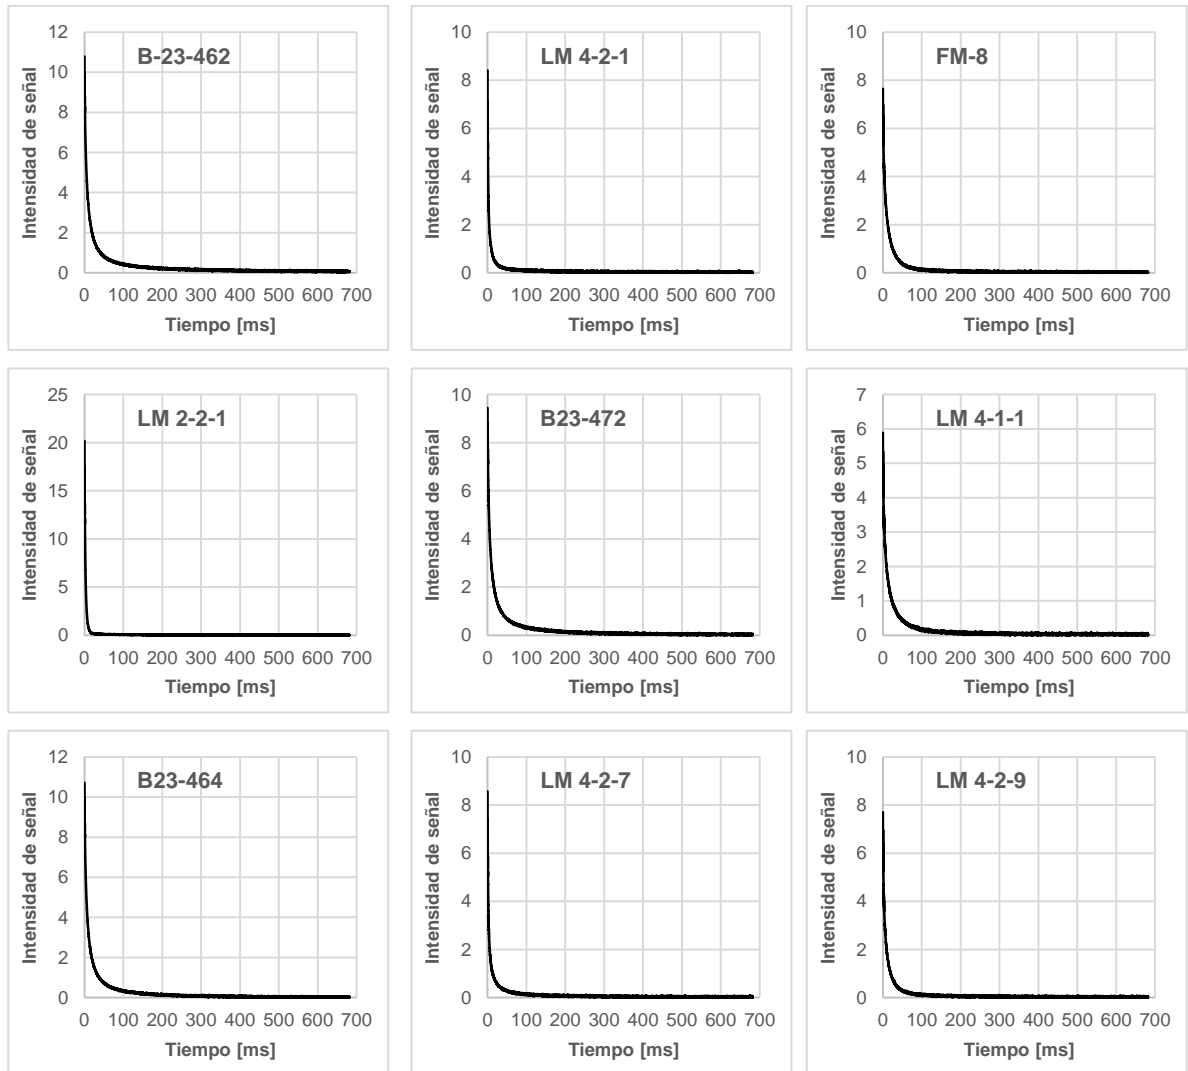 B-23-462
Intensidad de señal
12
10
8
6
4
2
0
0 100 200 300 400 500 600 700
Tiempo [ms]
LM 4-2-1
Intensidad de señal
10
8
6
4
2
0
0 100 200 300 400 500 600 700
Tiempo [ms]
FM-8
Intensidad de señal
10
8
6
4
2
0
0 100 200 300 400 500 600 700
Tiempo [ms]
LM 2-2-1
Intensidad de señal
25
20
15
10
5
0
0 100 200 300 400 500 600 700
Tiempo [ms]
B23-472
Intensidad de señal
10
8
6
4
2
0
0 100 200 300 400 500 600 700
Tiempo [ms]
LM 4-1-1
Intensidad de señal
7
6
5
4
3
2
1
0
0 100 200 300 400 500 600 700
Tiempo [ms]
B23-464
Intensidad de señal
12
10
8
6
4
2
0
0 100 200 300 400 500 600 700
Tiempo [ms]
LM 4-2-7
Intensidad de señal
10
8
6
4
2
0
0 100 200 300 400 500 600 700
Tiempo [ms]
LM 4-2-9
Intensidad de señal
10
8
6
4
2
0
0 100 200 300 400 500 600 700
Tiempo [ms]